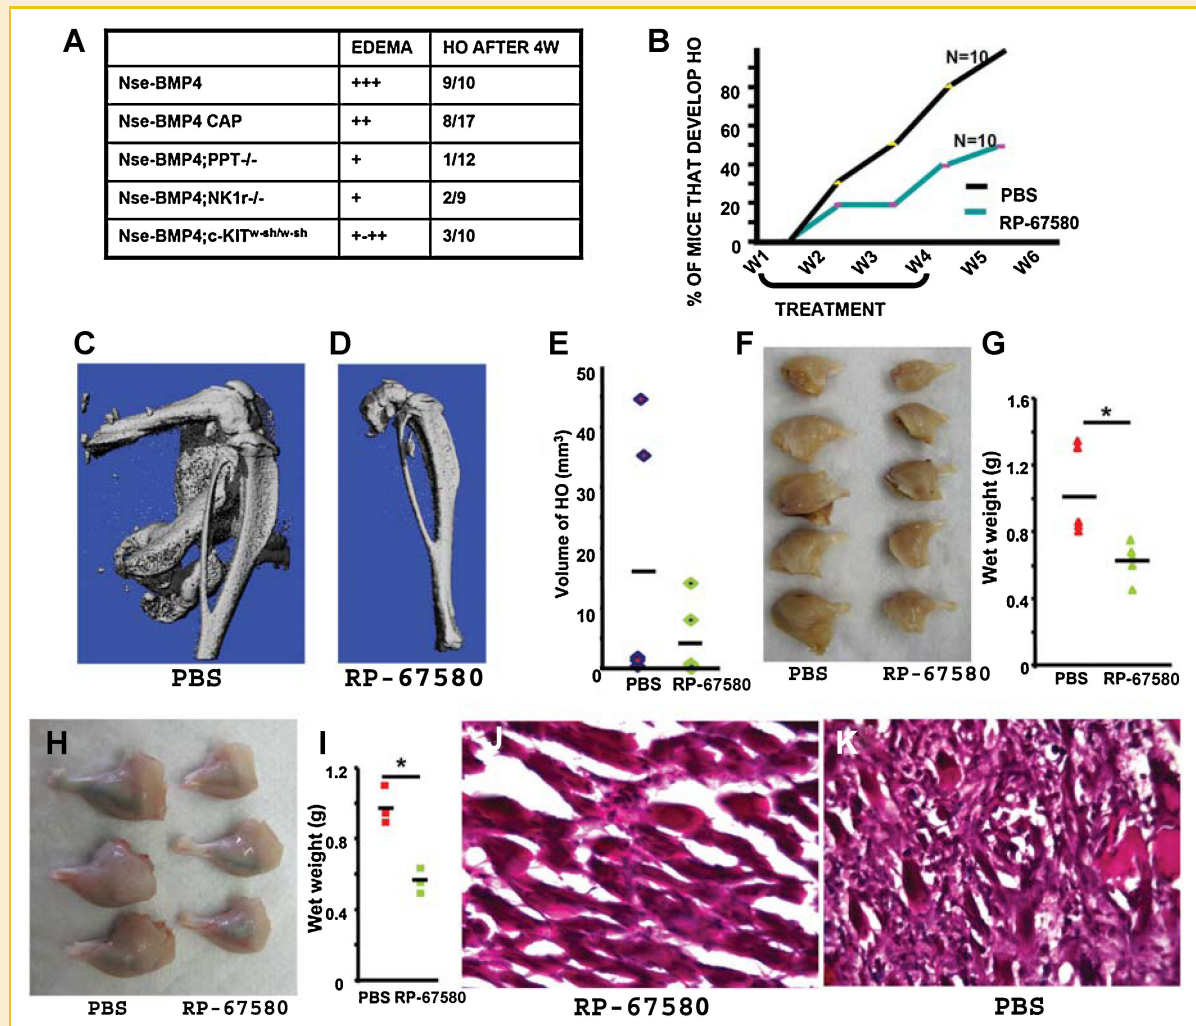 A
EDEMA HO AFTER 4W
Nse-BMP4 +++ 9/10
Nse-BMP4 CAP ++ 8/17
Nse-BMP4;PPT-/- + 1/12
Nse-BMP4;NK1r-/- + 2/9
Nse-BMP4;c-KITw-sh/w-sh +-++ 3/10
B
% OF MICE THAT DEVELOP HO
80
60
40
20
0
N=10
N=10
PBS
RP-67580
W1 W2 W3 W4 W5 W6
TREATMENT
C
PBS
D
RP-67580
E
Volume of HO (mm3)
50
40
30
20
10
0
PBS RP-67580
F
PBS RP-67580
G
Wet weight (g)
1.6
1.2
0.8
0.4
0
*
PBS RP-67580
H
PBS RP-67580
I
Wet weight (g)
1.2
0.8
0.4
0
*
PBS RP-67580
J
RP-67580
K
PBS